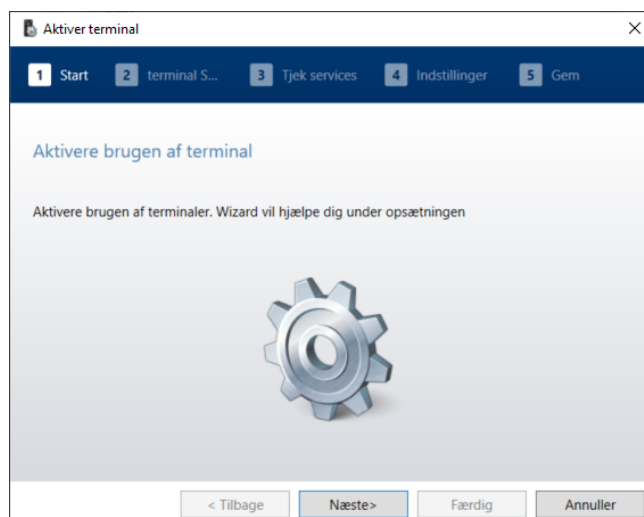 Aktiver terminal
1 Start 2 terminal S... 3 Tjek services 4 Indstillinger 5 Gem
Aktivere brugen af terminal
Aktivere brugen af terminaler. Wizard vil hjælpe dig under opsætningen
< Tilbage Næste> Færdig Annuller